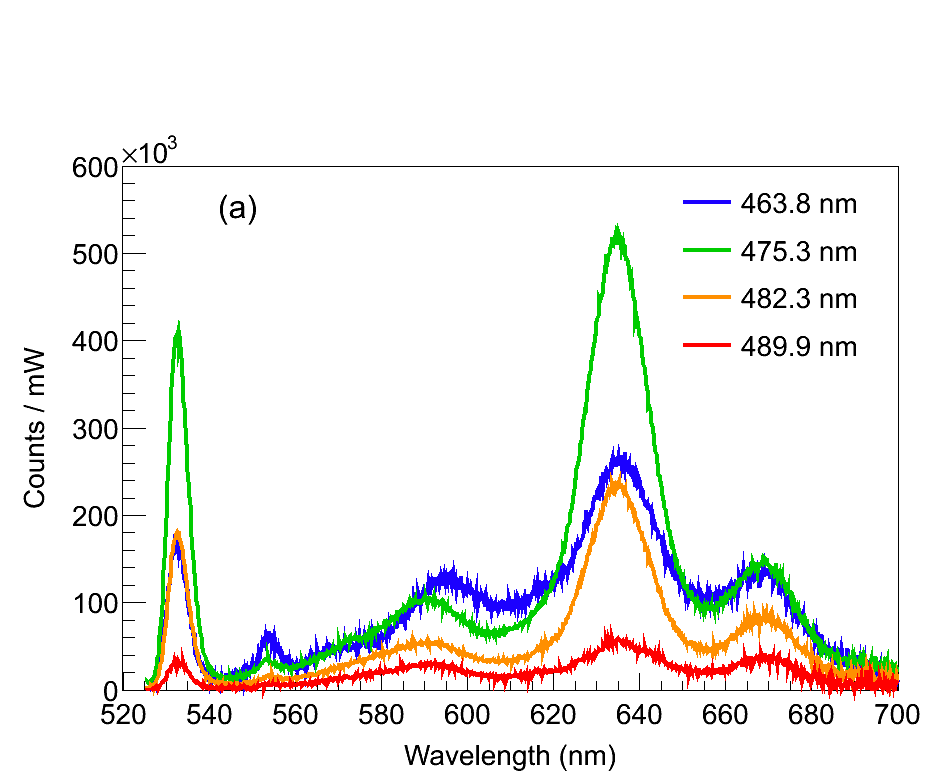 ×10³
600
500
400
300
200
100
0
(a)
463.8 nm
475.3 nm
482.3 nm
489.9 nm
Counts / mW
520 540 560 580 600 620 640 660 680 700
Wavelength (nm)